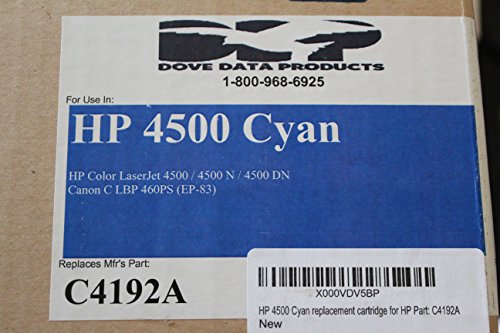 DDP
DOVE DATA PRODUCTS
1-800-968-6925
For Use In:
HP 4500 Cyan
HP Color LaserJet 4500 / 4500 N / 4500 DN
Canon C LBP 460PS (EP-83)
Replaces Mfr's Part:
C4192A
X000VDV5BP
HP 4500 Cyan replacement cartridge for HP Part: C4192A
New